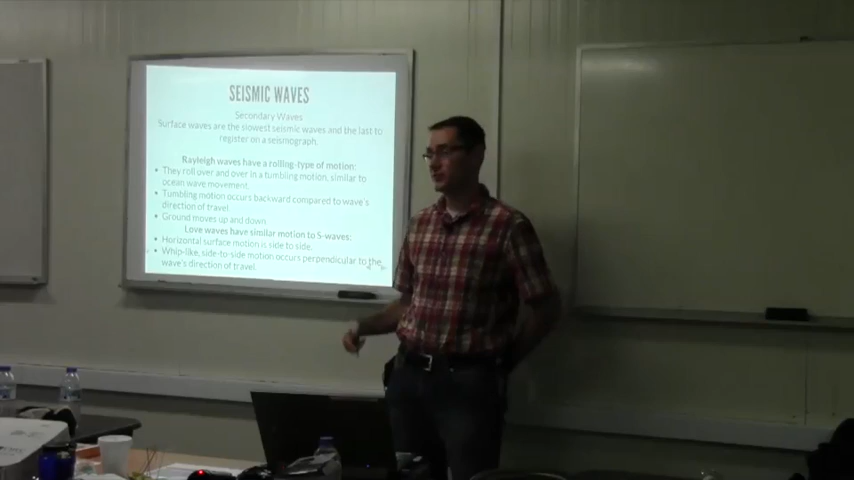 SEISMIC WAVES
Secondary Waves
Surface waves are the slowest seismic waves and the last to
register on a seismograph.
Rayleigh waves have a rolling-type of motion:
• They roll over and over in a tumbling motion, similar to
ocean wave movement.
• Tumbling motion occurs backward compared to wave's
direction of travel.
• Ground moves up and down
Love waves have similar motion to S-waves:
• Horizontal surface motion is side to side.
• Whip-like, side-to-side motion occurs perpendicular to the
wave's direction of travel.